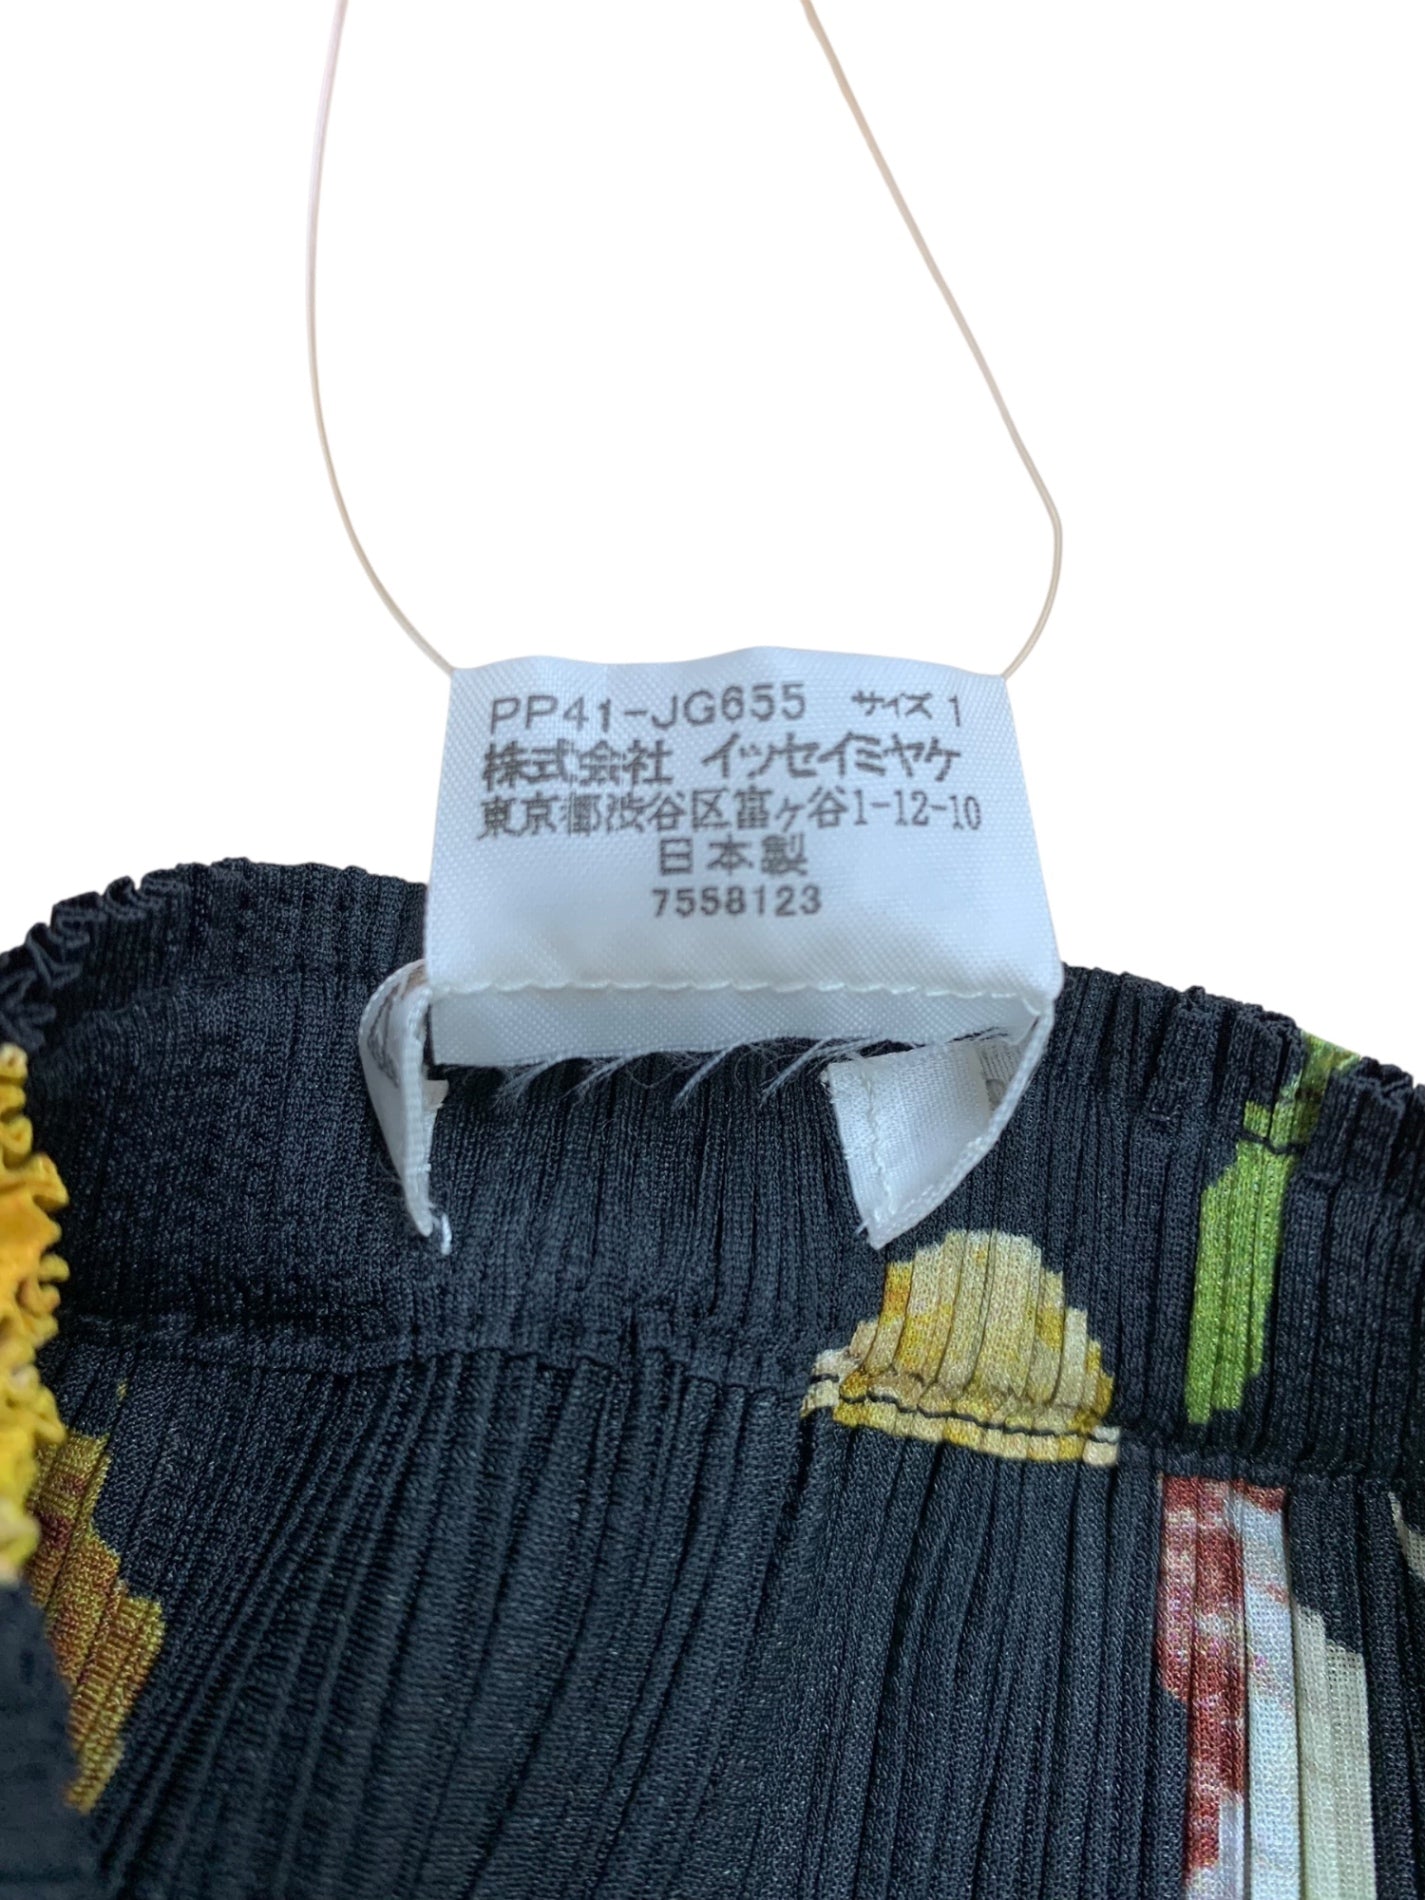 PP41-JG655 サイズ 1
株式会社 イッセイミヤケ
東京都渋谷区富ヶ谷1-12-10
日本製
7558123